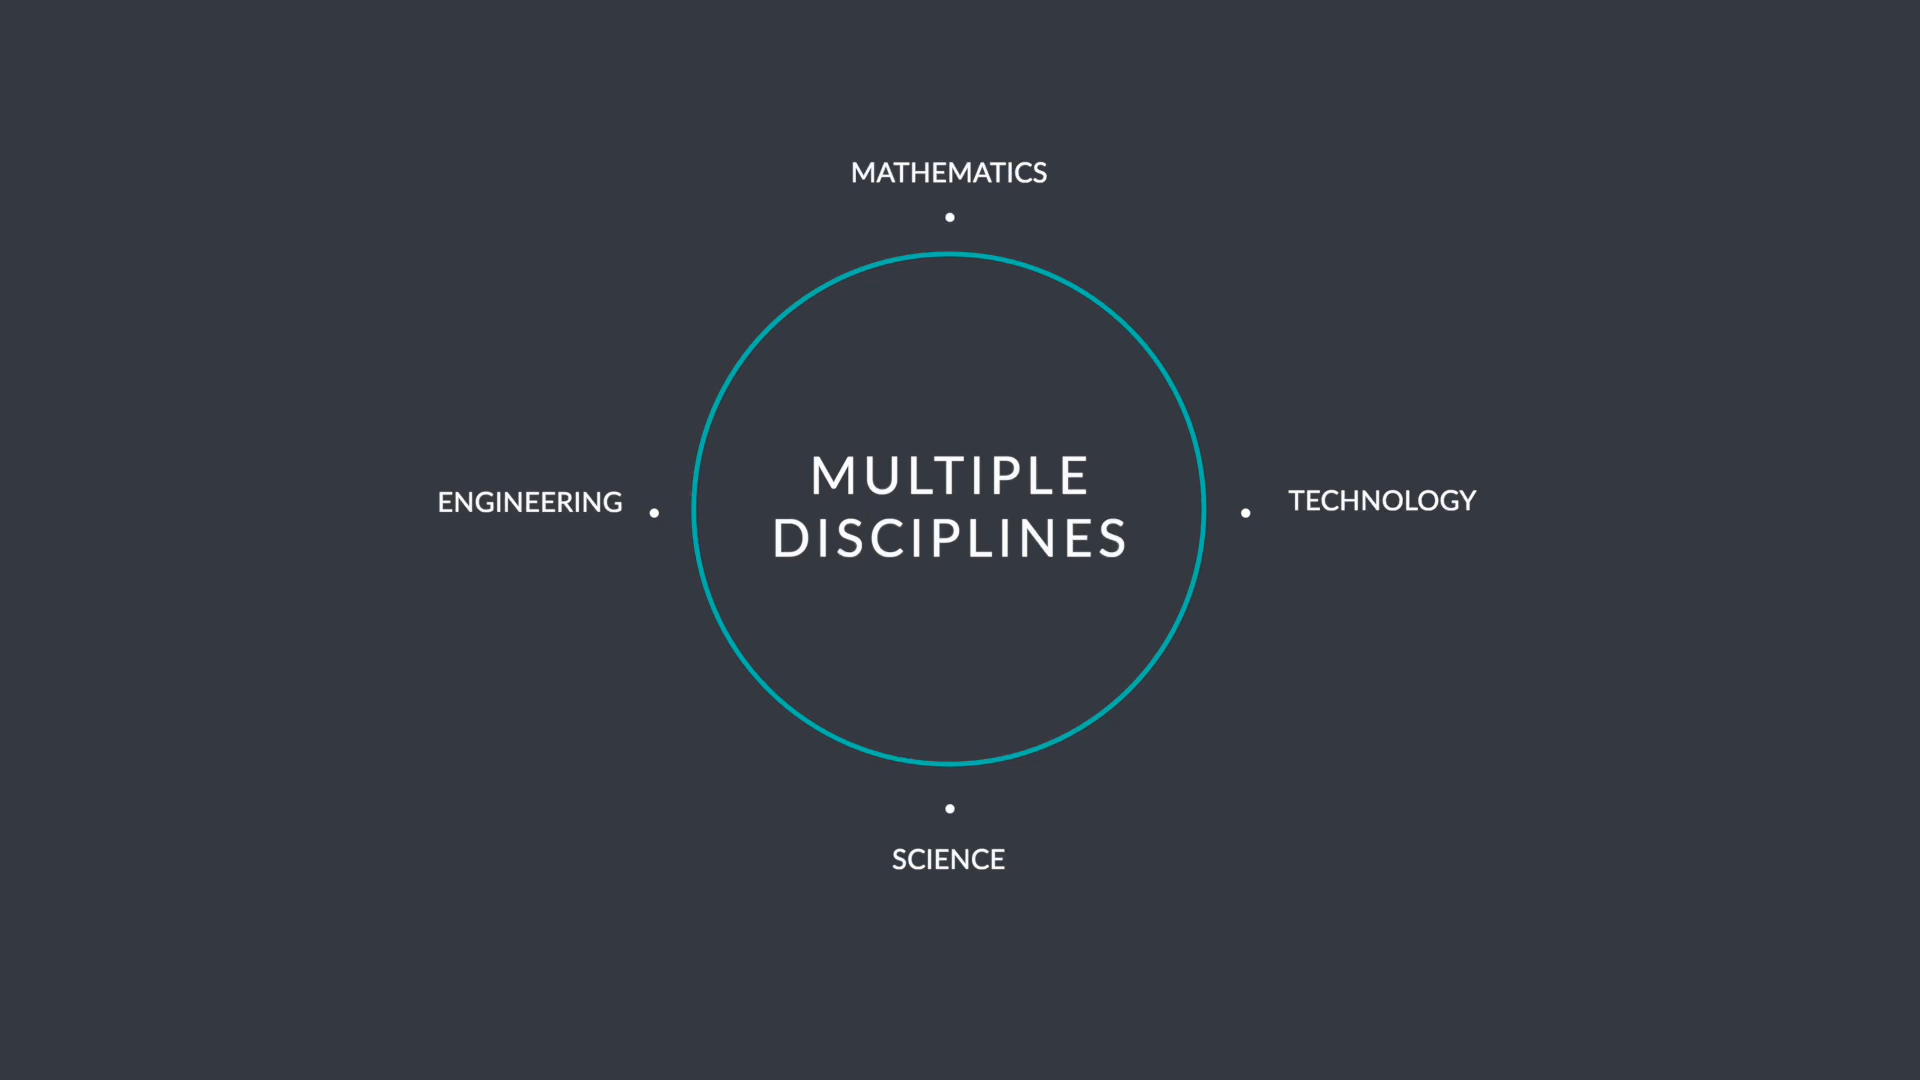 MATHEMATICS
MULTIPLE
DISCIPLINES
ENGINEERING
TECHNOLOGY
SCIENCE